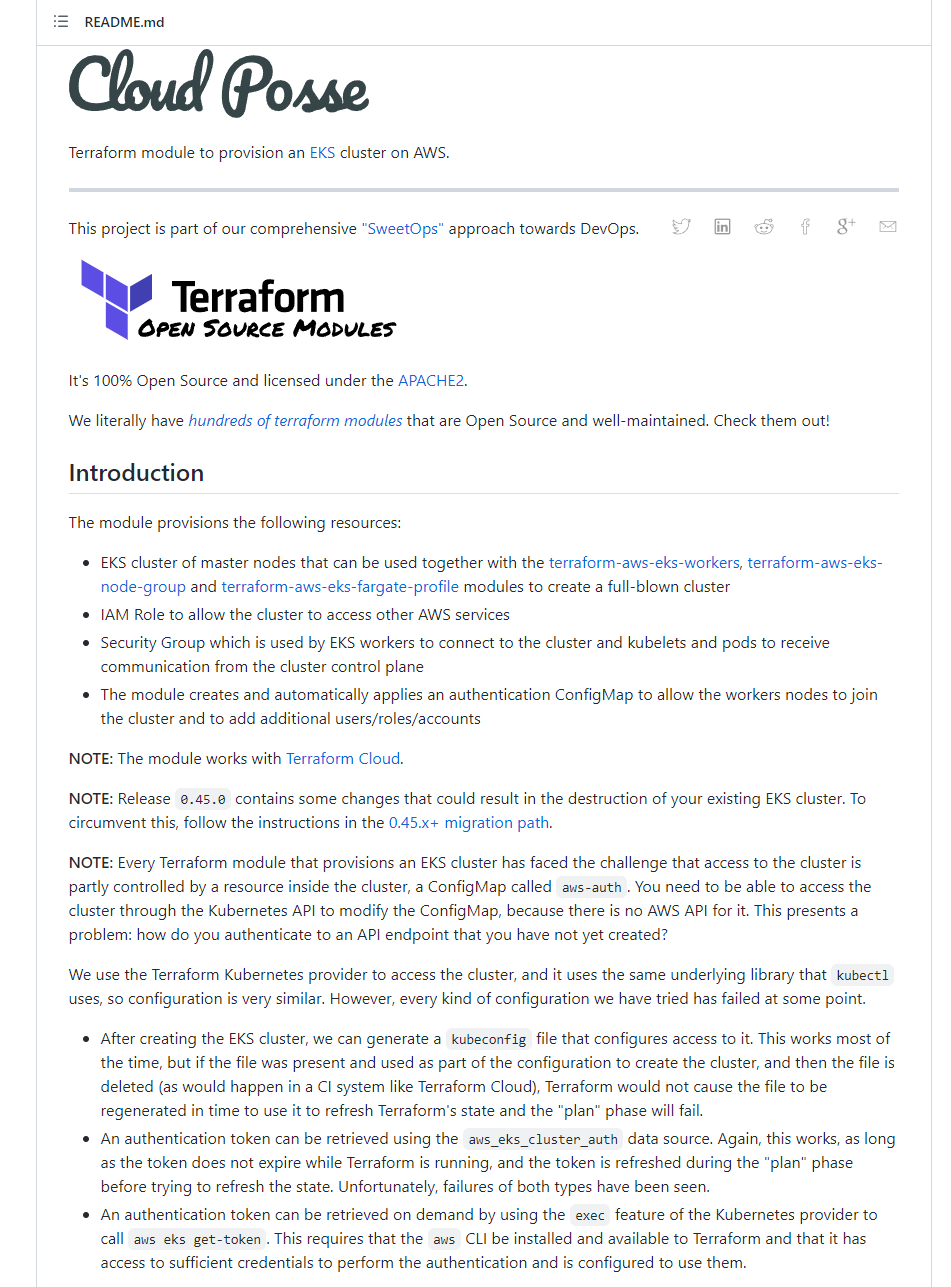 README.md
Cloud Posse
Terraform module to provision an EKS cluster on AWS.
This project is part of our comprehensive "SweetOps" approach towards DevOps.
Terraform
OPEN SOURCE MODULES
It's 100% Open Source and licensed under the APACHE2.
We literally have hundreds of terraform modules that are Open Source and well-maintained. Check them out!
Introduction
The module provisions the following resources:
• EKS cluster of master nodes that can be used together with the terraform-aws-eks-workers, terraform-aws-eks-
node-group and terraform-aws-eks-fargate-profile modules to create a full-blown cluster
• IAM Role to allow the cluster to access other AWS services
• Security Group which is used by EKS workers to connect to the cluster and kubelets and pods to receive
communication from the cluster control plane
• The module creates and automatically applies an authentication ConfigMap to allow the workers nodes to join
the cluster and to add additional users/roles/accounts
NOTE: The module works with Terraform Cloud.
NOTE: Release 0.45.0 contains some changes that could result in the destruction of your existing EKS cluster. To
circumvent this, follow the instructions in the 0.45.x+ migration path.
NOTE: Every Terraform module that provisions an EKS cluster has faced the challenge that access to the cluster is
partly controlled by a resource inside the cluster, a ConfigMap called aws-auth. You need to be able to access the
cluster through the Kubernetes API to modify the ConfigMap, because there is no AWS API for it. This presents a
problem: how do you authenticate to an API endpoint that you have not yet created?
We use the Terraform Kubernetes provider to access the cluster, and it uses the same underlying library that kubectl
uses, so configuration is very similar. However, every kind of configuration we have tried has failed at some point.
• After creating the EKS cluster, we can generate a kubeconfig file that configures access to it. This works most of
the time, but if the file was present and used as part of the configuration to create the cluster, and then the file is
deleted (as would happen in a CI system like Terraform Cloud), Terraform would not cause the file to be
regenerated in time to use it to refresh Terraform's state and the "plan" phase will fail.
• An authentication token can be retrieved using the aws_eks_cluster_auth data source. Again, this works, as long
as the token does not expire while Terraform is running, and the token is refreshed during the "plan" phase
before trying to refresh the state. Unfortunately, failures of both types have been seen.
• An authentication token can be retrieved on demand by using the exec feature of the Kubernetes provider to
call aws eks get-token. This requires that the aws CLI be installed and available to Terraform and that it has
access to sufficient credentials to perform the authentication and is configured to use them.